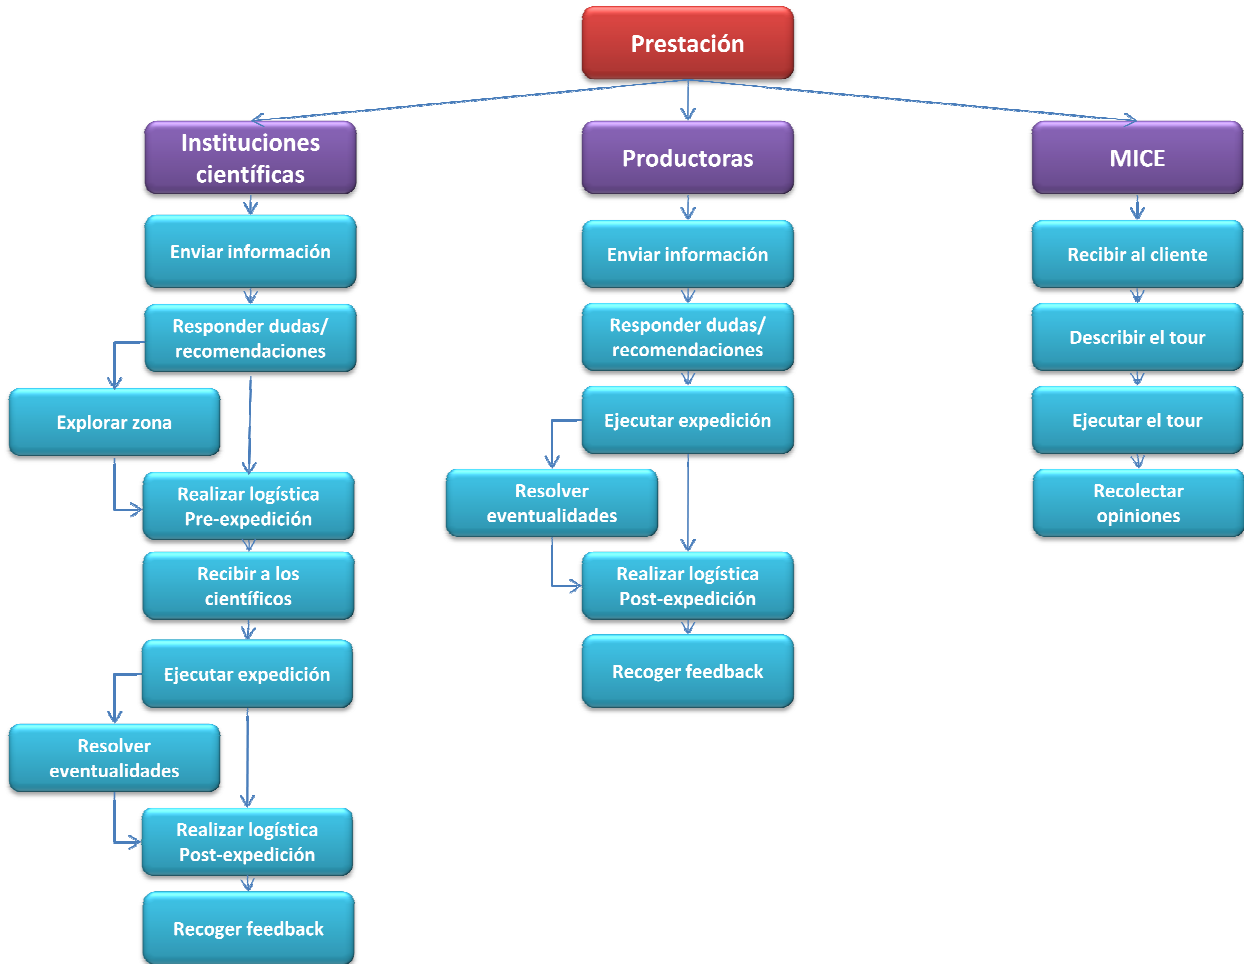 Prestación
Instituciones
científicas
Enviar información
Responder dudas/
recomendaciones
Explorar zona
Realizar logística
Pre-expedición
Recibir a los
científicos
Ejecutar expedición
Resolver
eventualidades
Realizar logística
Post-expedición
Recoger feedback
Productoras
Enviar información
Responder dudas/
recomendaciones
Ejecutar expedición
Resolver
eventualidades
Realizar logística
Post-expedición
Recoger feedback
MICE
Recibir al cliente
Describir el tour
Ejecutar el tour
Recolectar
opiniones